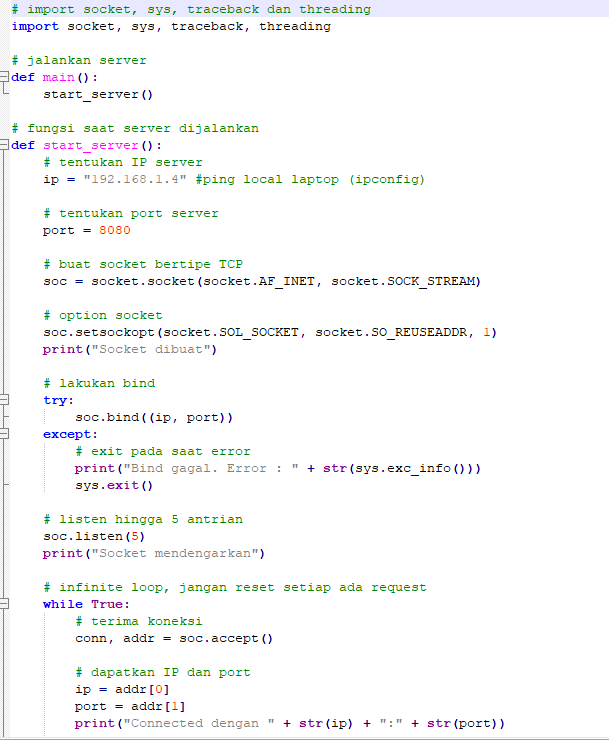 # import socket, sys, traceback dan threading
import socket, sys, traceback, threading
# jalankan server
def main():
start_server()
# fungsi saat server dijalankan
def start_server():
# tentukan IP server
ip = "192.168.1.4" #ping local laptop (ipconfig)
# tentukan port server
port = 8080
# buat socket bertipe TCP
soc = socket.socket(socket.AF_INET, socket.SOCK_STREAM)
# option socket
soc.setsockopt(socket.SOL_SOCKET, socket.SO_REUSEADDR, 1)
print("Socket dibuat")
# lakukan bind
try:
soc.bind((ip, port))
except:
# exit pada saat error
print("Bind gagal. Error : " + str(sys.exc_info()))
sys.exit()
# listen hingga 5 antrian
soc.listen(5)
print("Socket mendengarkan")
# infinite loop, jangan reset setiap ada request
while True:
# terima koneksi
conn, addr = soc.accept()
# dapatkan IP dan port
ip = addr[0]
port = addr[1]
print("Connected dengan " + str(ip) + ":" + str(port))